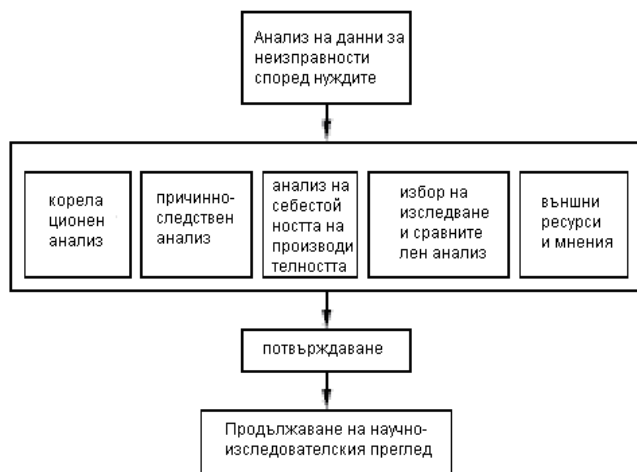 Анализ на данни за
неизправности
според нуждите
корела
ционен
анализ
причинно-
следствен
анализ
анализ на
себестой
ността на
производи
телността
избор на
изследване
и сравните
лен анализ
външни
ресурси
и мнения
потвърждаване
Продължаване на научно-
изследователския преглед